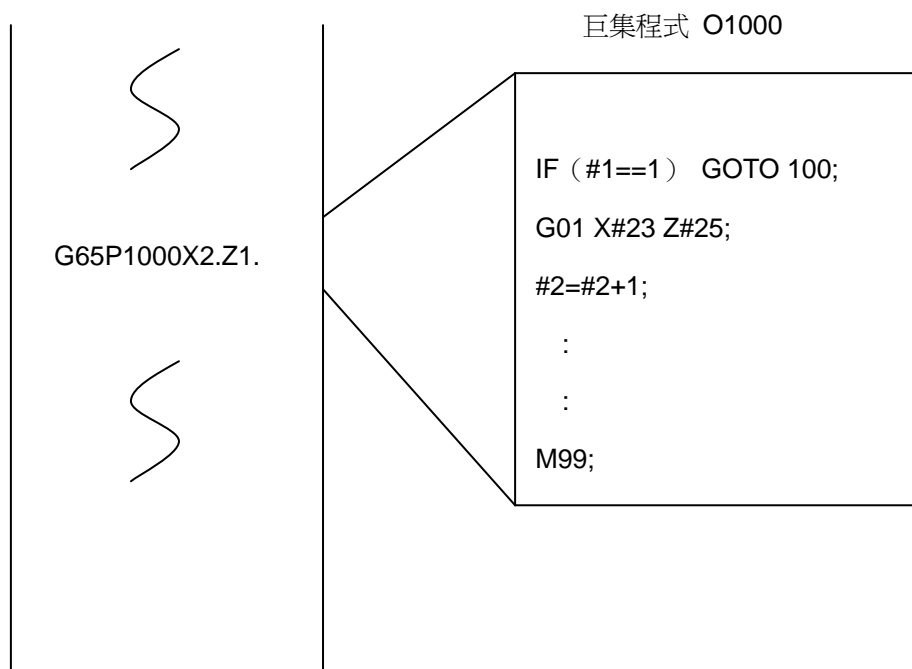 巨集程式 O1000
G65P1000X2.Z1.
IF（#1==1） GOTO 100;
G01 X#23 Z#25;
#2=#2+1;
:
:
M99;